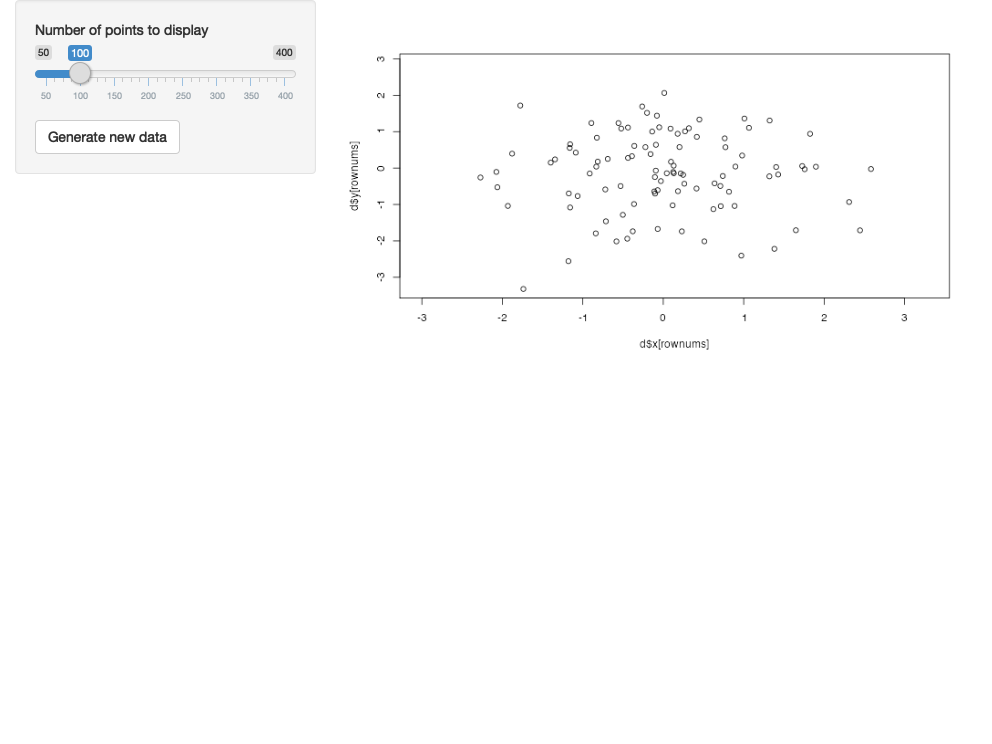 Number of points to display
50 100 400
50 100 150 200 250 300 350 400
Generate new data
d$y[rownums]
3
2
1
0
-1
-2
-3
-3 -2 -1 0 1 2 3
d$x[rownums]